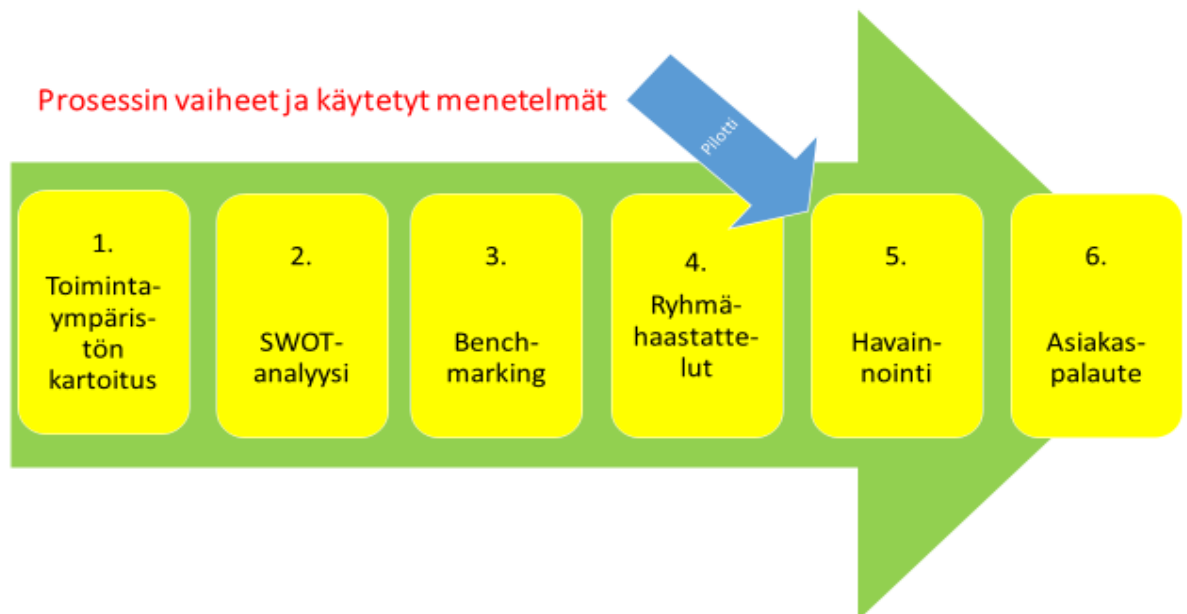 Prosessin vaiheet ja käytetyt menetelmät
Pilotti
1.
Toiminta-
ympäris-
tön
kartoitus
2.
SWOT-
analyysi
3.
Bench-
marking
4.
Ryhmä-
haastatte-
lut
5.
Havain-
nointi
6.
Asiakas-
palaute